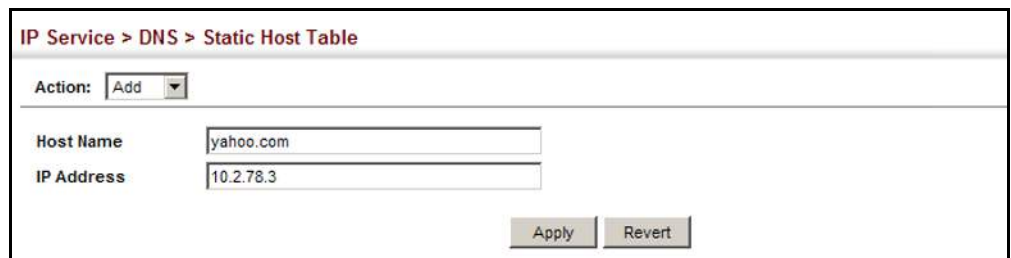 IP Service > DNS > Static Host Table
Action: Add
Host Name yahoo.com
IP Address 10.2.78.3
Apply Revert